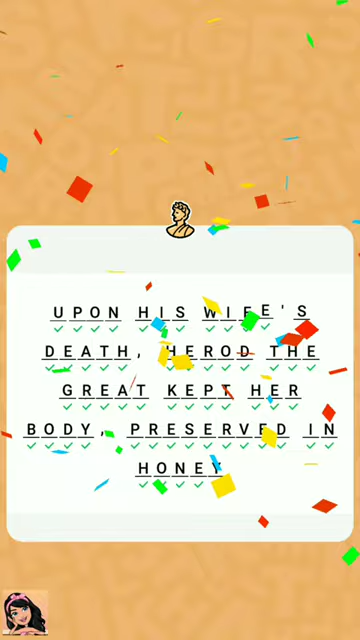 UPON HIS WIFE'S
DEATH, HEROD THE
GREAT KEPT HER
BODY, PRESERVED IN
HONEY